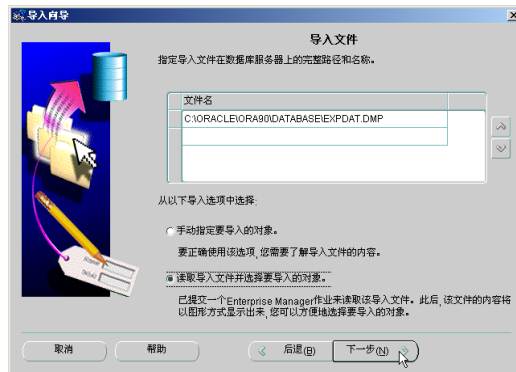 导入向导
导入文件
指定导入文件在数据库服务器上的完整路径和名称。
文件名
C:\ORACLE\ORA90\DATABASE\EXPDAT.DMP
从以下导入选项中选择:
手动指定要导入的对象。
要正确使用该选项, 您需要了解导入文件的内容。
读取导入文件并选择要导入的对象。
已提交一个Enterprise Manager作业来读取该导入文件。此后, 该文件的内容将
以图形方式显示出来, 您可以方便地选择要导入的对象。
取消
帮助
后退(B)
下一步(N)